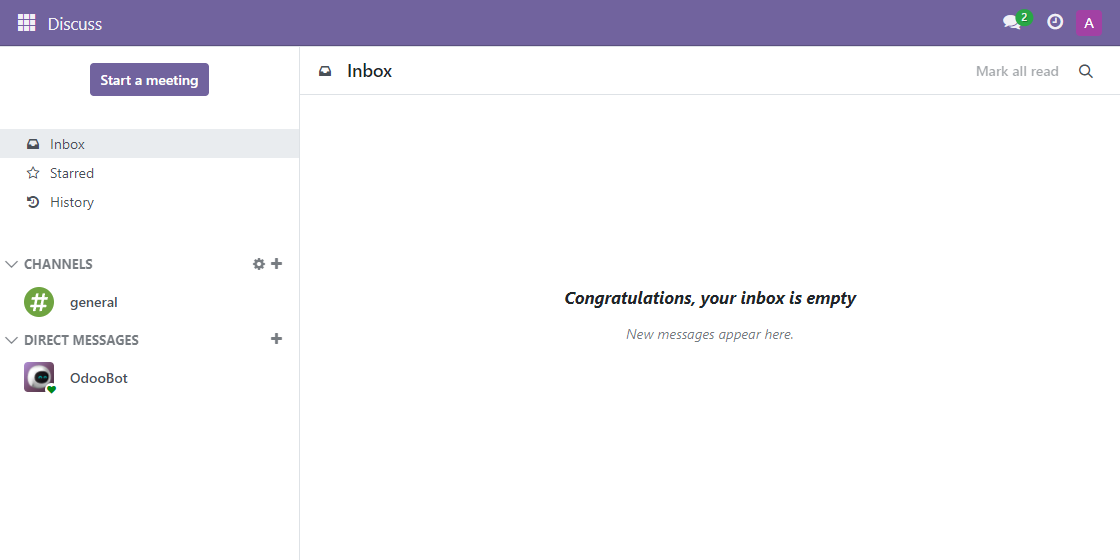 Discuss
2
A
Start a meeting
Inbox
Mark all read
Inbox
Starred
History
CHANNELS
general
DIRECT MESSAGES
OdooBot
Congratulations, your inbox is empty
New messages appear here.